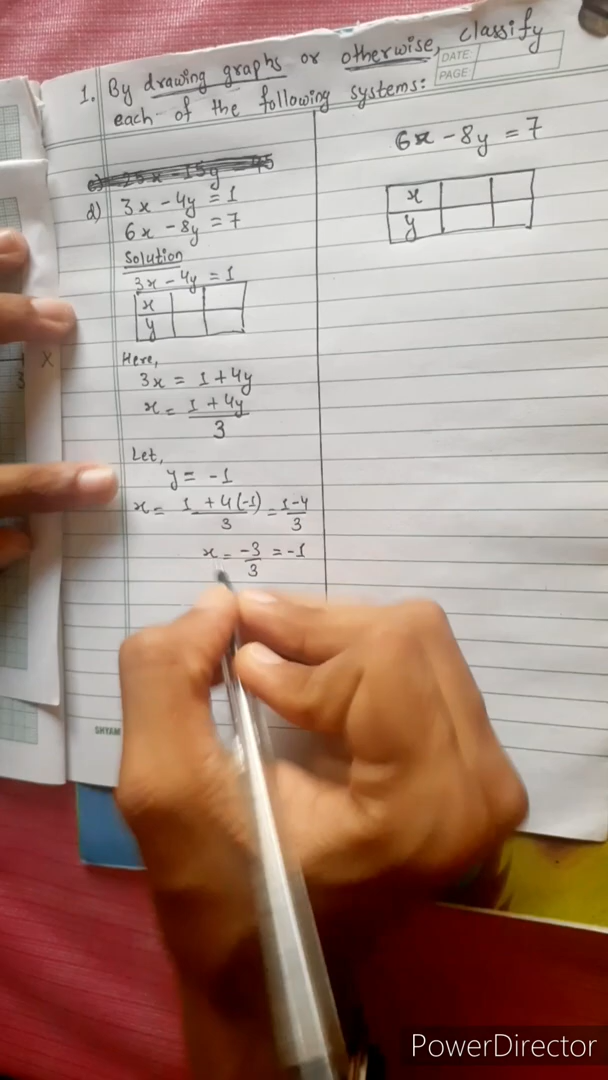 1. By drawing graphs or otherwise, classify
each of the following systems:
DATE
PAGE
d) 3x - 4y = 1
6x - 8y = 7
Solution
3x - 4y = 1
x
y
Here,
3x = 1 + 4y
x = 1 + 4y
3
Let,
y = -1
x = 1 + 4(-1) = 1-4
3 3
x = -3 = -1
3
6x - 8y = 7
x
y
X
3
SHYAM
PowerDirector